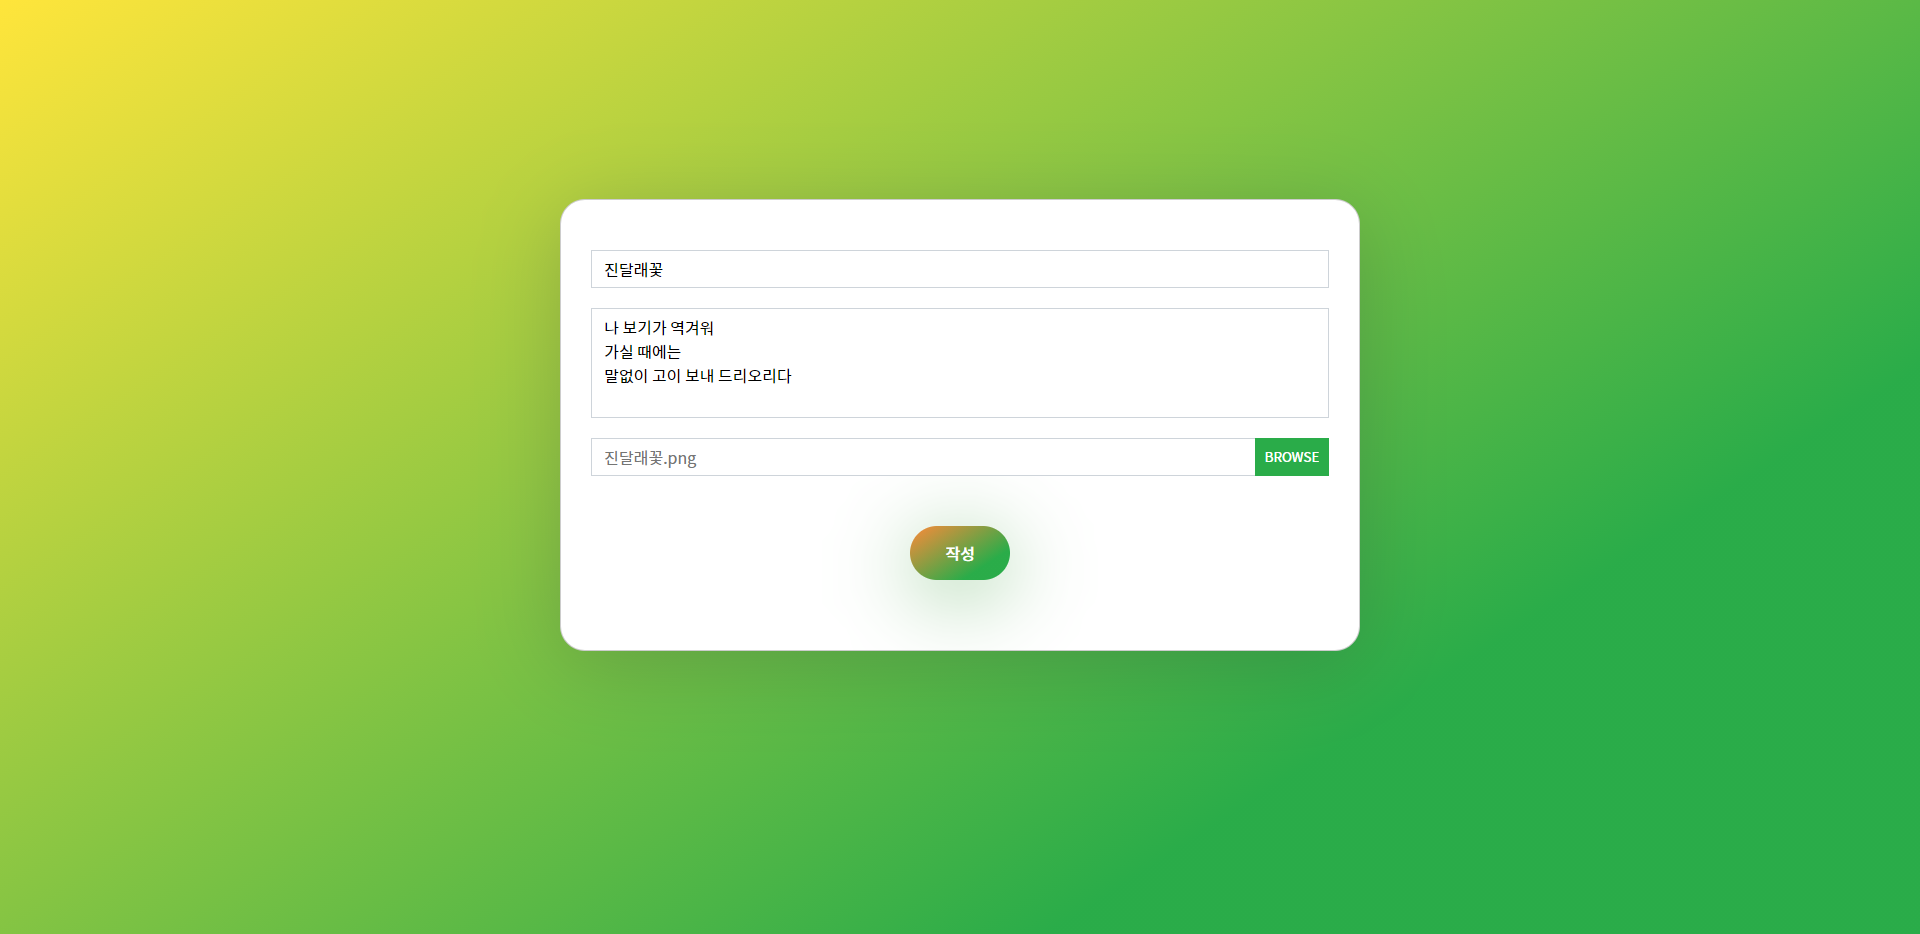 진달래꽃
나 보기가 역겨워
가실 때에는
말없이 고이 보내 드리오리다
진달래꽃.png
BROWSE
작성